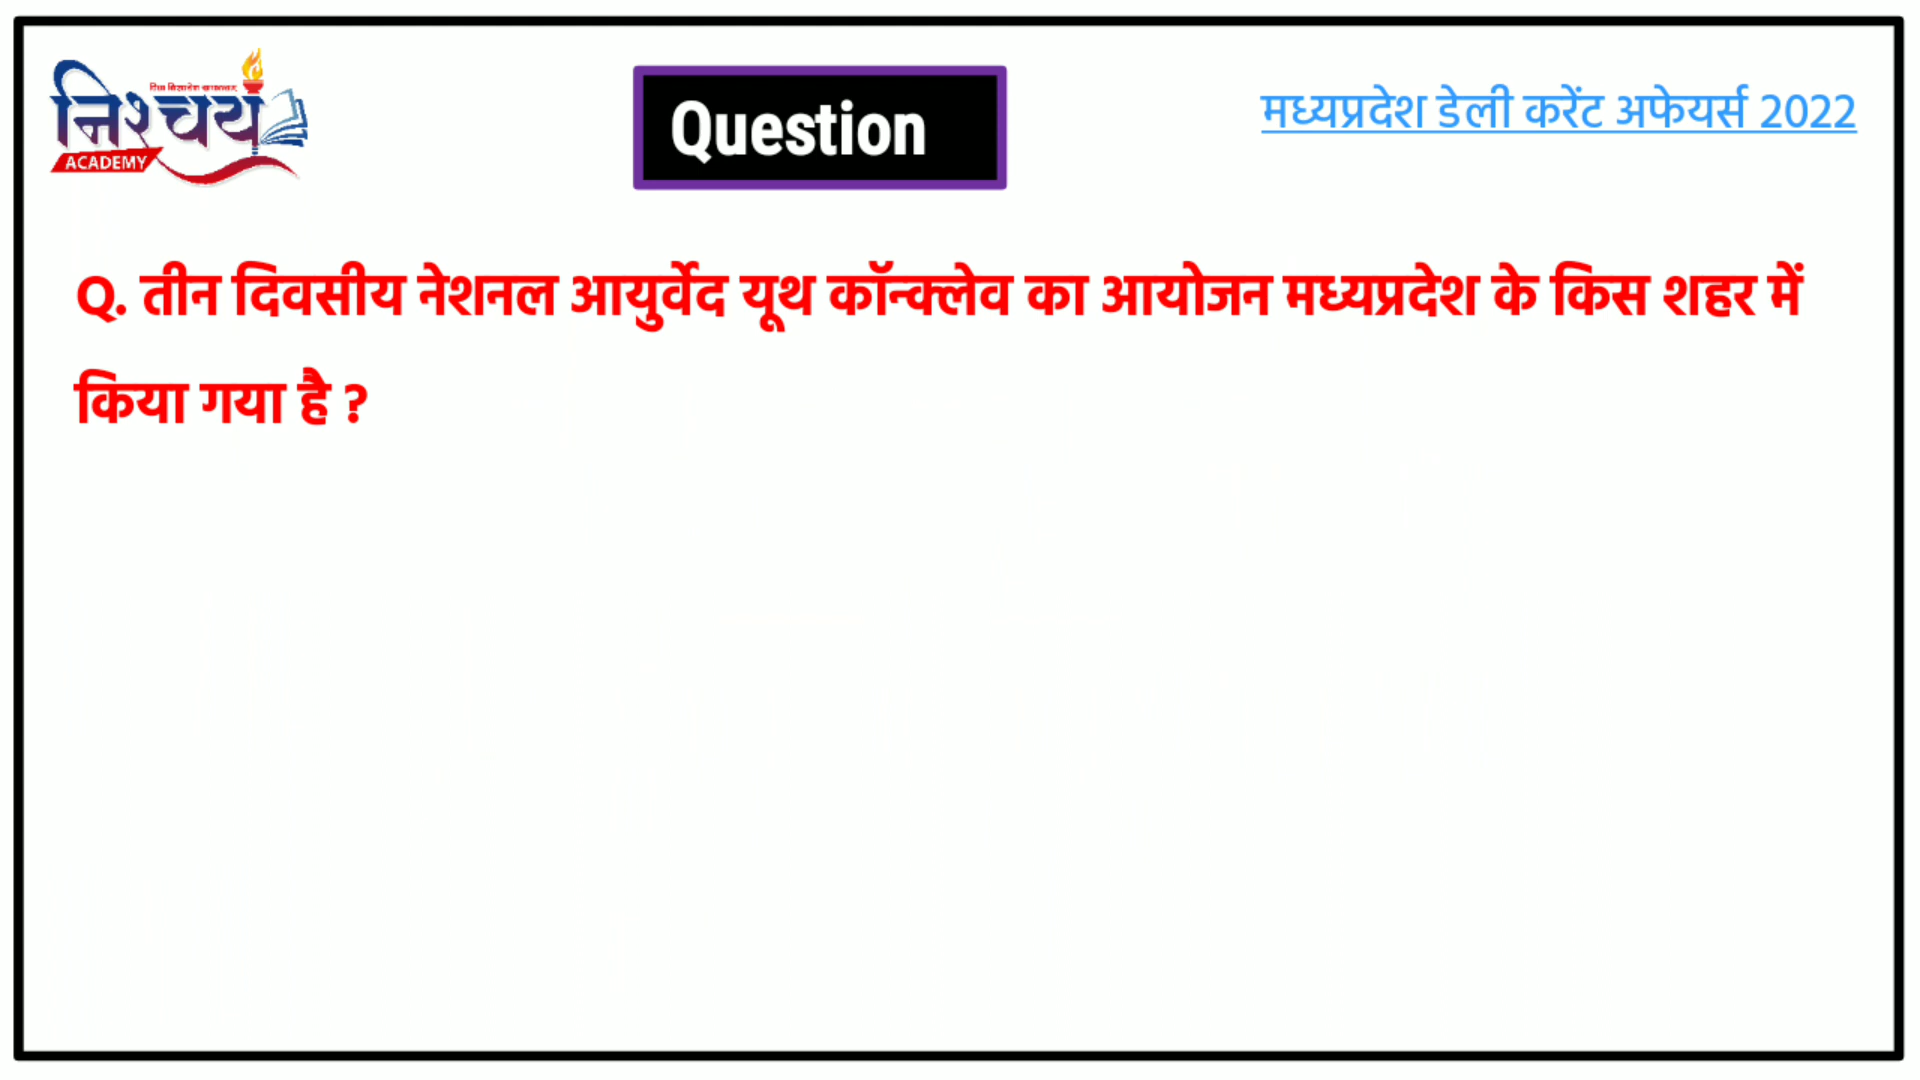 निश्चय
ACADEMY
Question
मध्यप्रदेश डेली करेंट अफेयर्स 2022
Q. तीन दिवसीय नेशनल आयुर्वेद यूथ कॉन्क्लेव का आयोजन मध्यप्रदेश के किस शहर में
किया गया है ?